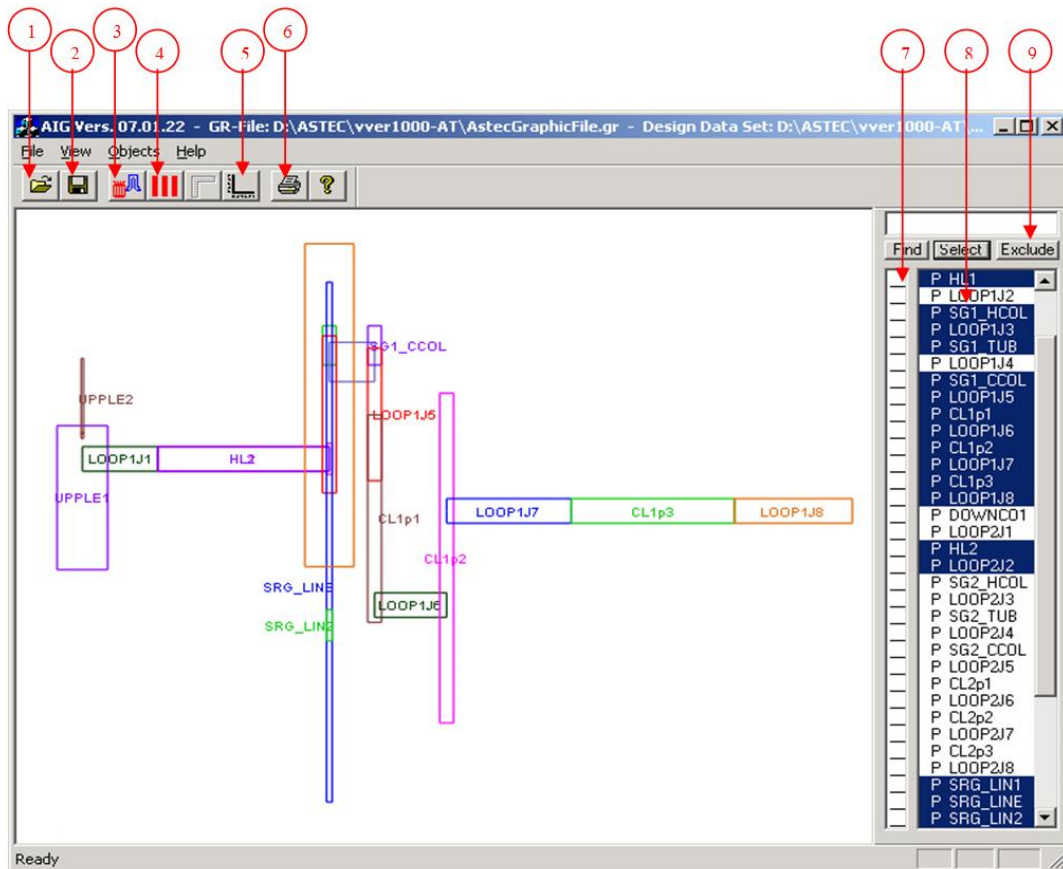 1 2 3 4 5 6 7 8 9
AIG Vers. 07.01.22 - GR-File: D:\ASTEC\vver1000-AT\AstecGraphicFile.gr - Design Data Set: D:\ASTEC\vver1000-AT\...
File View Objects Help
Find Select Exclude
UPPLE2
LOOP1J1
UPPLE1
SG1_CCOL
LOOP1J5
CL1p1
SRG_LINE
SRG_LIN2
LOOP1J6
CL1p2
LOOP1J7
CL1p3
LOOP1J8
P HL1
P LOOP1J2
P SG1_HCOL
P LOOP1J3
P SG1_TUB
P LOOP1J4
P SG1_CCOL
P LOOP1J5
P CL1p1
P LOOP1J6
P CL1p2
P LOOP1J7
P CL1p3
P LOOP1J8
P DOWNCO1
P LOOP2J1
P HL2
P LOOP2J2
P SG2_HCOL
P LOOP2J3
P SG2_TUB
P LOOP2J4
P SG2_CCOL
P LOOP2J5
P CL2p1
P LOOP2J6
P CL2p2
P LOOP2J7
P CL2p3
P LOOP2J8
P SRG_LIN1
P SRG_LINE
P SRG_LIN2
Ready